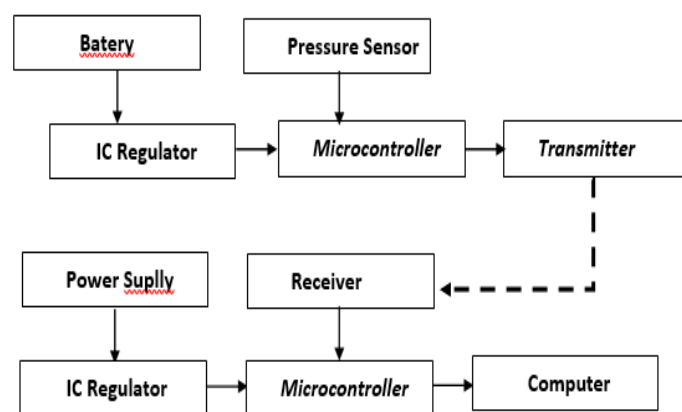 Batery
Pressure Sensor
IC Regulator
Microcontroller
Transmitter
Power Suplly
Receiver
IC Regulator
Microcontroller
Computer